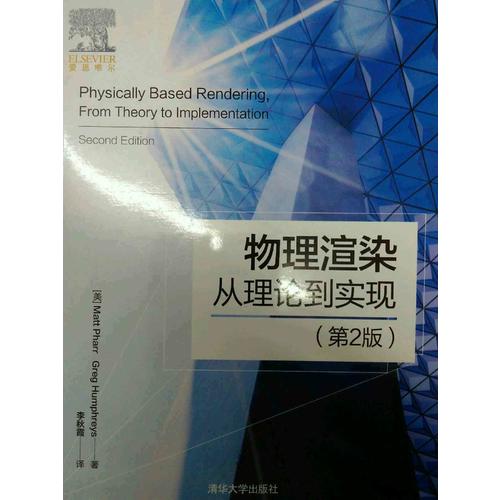 ELSEVIER
爱思唯尔
Physically Based Rendering,
From Theory to Implementation
Second Edition
物理渲染
从理论到实现
（第2版）
[美] Matt Pharr Greg Humphreys 著
李秋霞 译
清华大学出版社